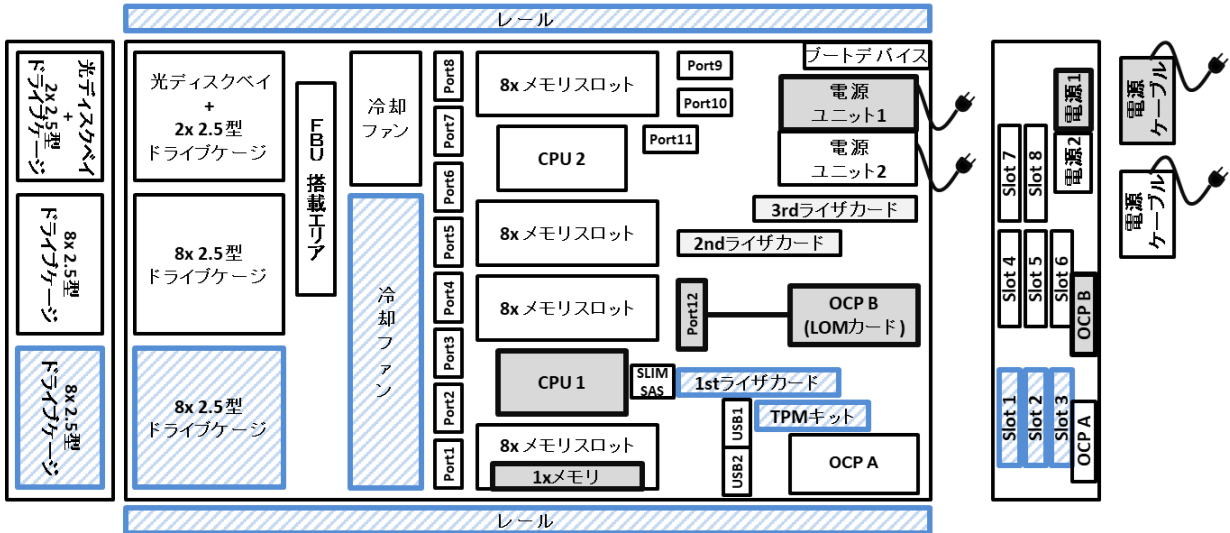 レール
光ディスクベイ
+
2x 2.5型
ドライブケージ
8x 2.5型
ドライブケージ
8x 2.5型
ドライブケージ
光ディスクベイ
+
2x 2.5型
ドライブケージ
8x 2.5型
ドライブケージ
8x 2.5型
ドライブケージ
FBU 搭載エリア
冷却
ファン
冷却ファン
Port8
Port7
Port6
Port5
Port4
Port3
Port2
Port1
8x メモリスロット
CPU 2
8x メモリスロット
8x メモリスロット
CPU 1
8x メモリスロット
1xメモリ
Port9
Port10
Port11
ブートデバイス
電源
ユニット1
電源
ユニット2
3rdライザカード
2ndライザカード
Port12
OCP B
(LOMカード)
SLIM
SAS
1stライザカード
USB1
USB2
TPMキット
OCP A
レール
電源1
電源2
Slot 7
Slot 8
Slot 4
Slot 5
Slot 6
OCP B
Slot 1
Slot 2
Slot 3
OCP A
電源
ケーブル
電源
ケーブル